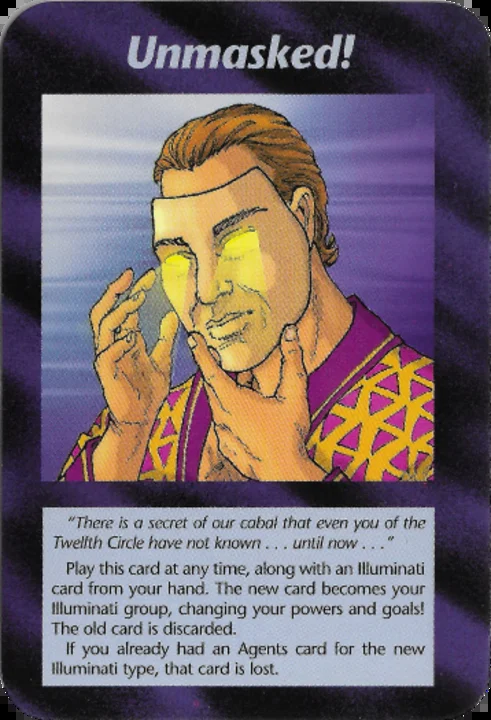 Unmasked!
"There is a secret of our cabal that even you of the
Twelfth Circle have not known . . . until now . . ."
Play this card at any time, along with an Illuminati
card from your hand. The new card becomes your
Illuminati group, changing your powers and goals!
The old card is discarded.
If you already had an Agents card for the new
Illuminati type, that card is lost.